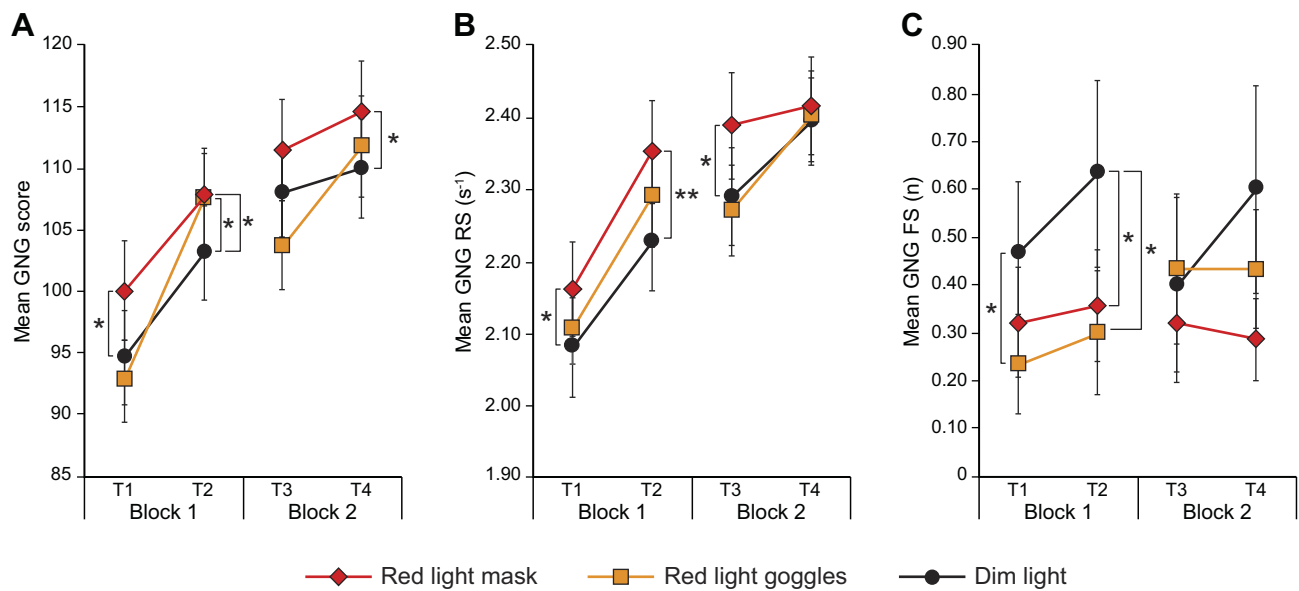 A
Mean GNG score
120
115
110
105
100
95
90
85
* * * *
T1 T2 T3 T4
Block 1 Block 2
B
Mean GNG RS (s-1)
2.50
2.40
2.30
2.20
2.10
2.00
1.90
* ** *
T1 T2 T3 T4
Block 1 Block 2
C
Mean GNG FS (n)
0.90
0.80
0.70
0.60
0.50
0.40
0.30
0.20
0.10
0
* * *
T1 T2 T3 T4
Block 1 Block 2
Red light mask Red light goggles Dim light